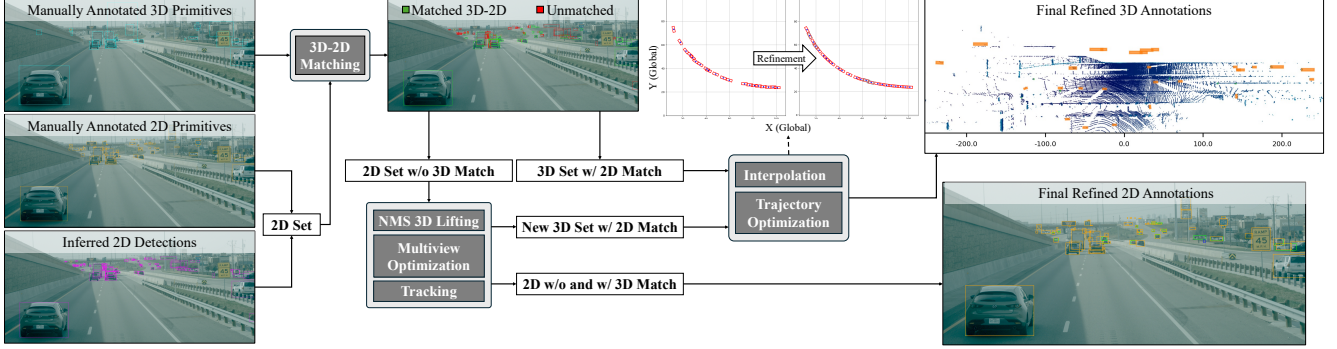 Manually Annotated 3D Primitives
Manually Annotated 2D Primitives
Inferred 2D Detections
2D Set
3D-2D
Matching
Matched 3D-2D
Unmatched
2D Set w/o 3D Match
3D Set w/ 2D Match
NMS 3D Lifting
Multiview
Optimization
Tracking
New 3D Set w/ 2D Match
2D w/o and w/ 3D Match
Y (Global)
Refinement
X (Global)
Interpolation
Trajectory
Optimization
Final Refined 3D Annotations
-200.0
-100.0
0.0
100.0
200.0
Final Refined 2D Annotations
45